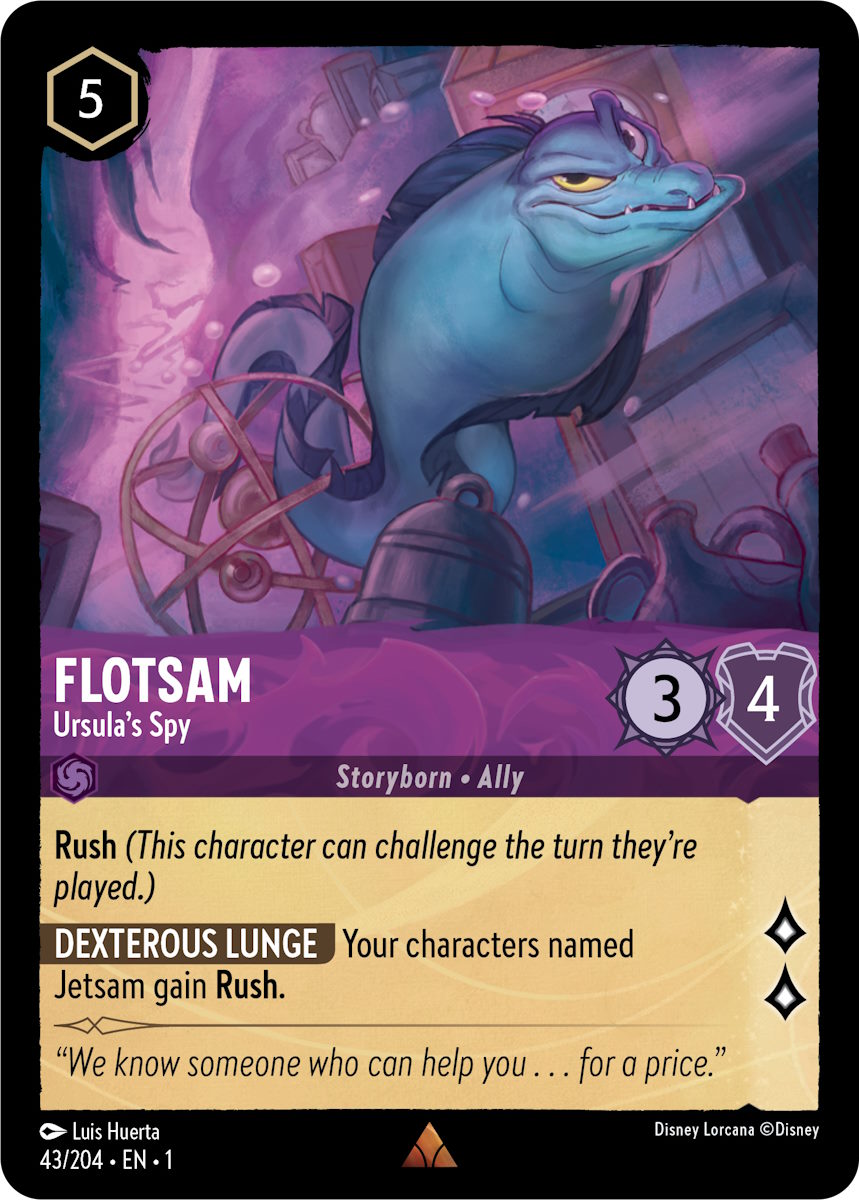 5
FLOTSAM
Ursula’s Spy
3
4
Storyborn • Ally
Rush (This character can challenge the turn they’re
played.)
DEXTEROUS LUNGE Your characters named
Jetsam gain Rush.
“We know someone who can help you . . . for a price.”
Luis Huerta
Disney Lorcana ©Disney
43/204 • EN • 1